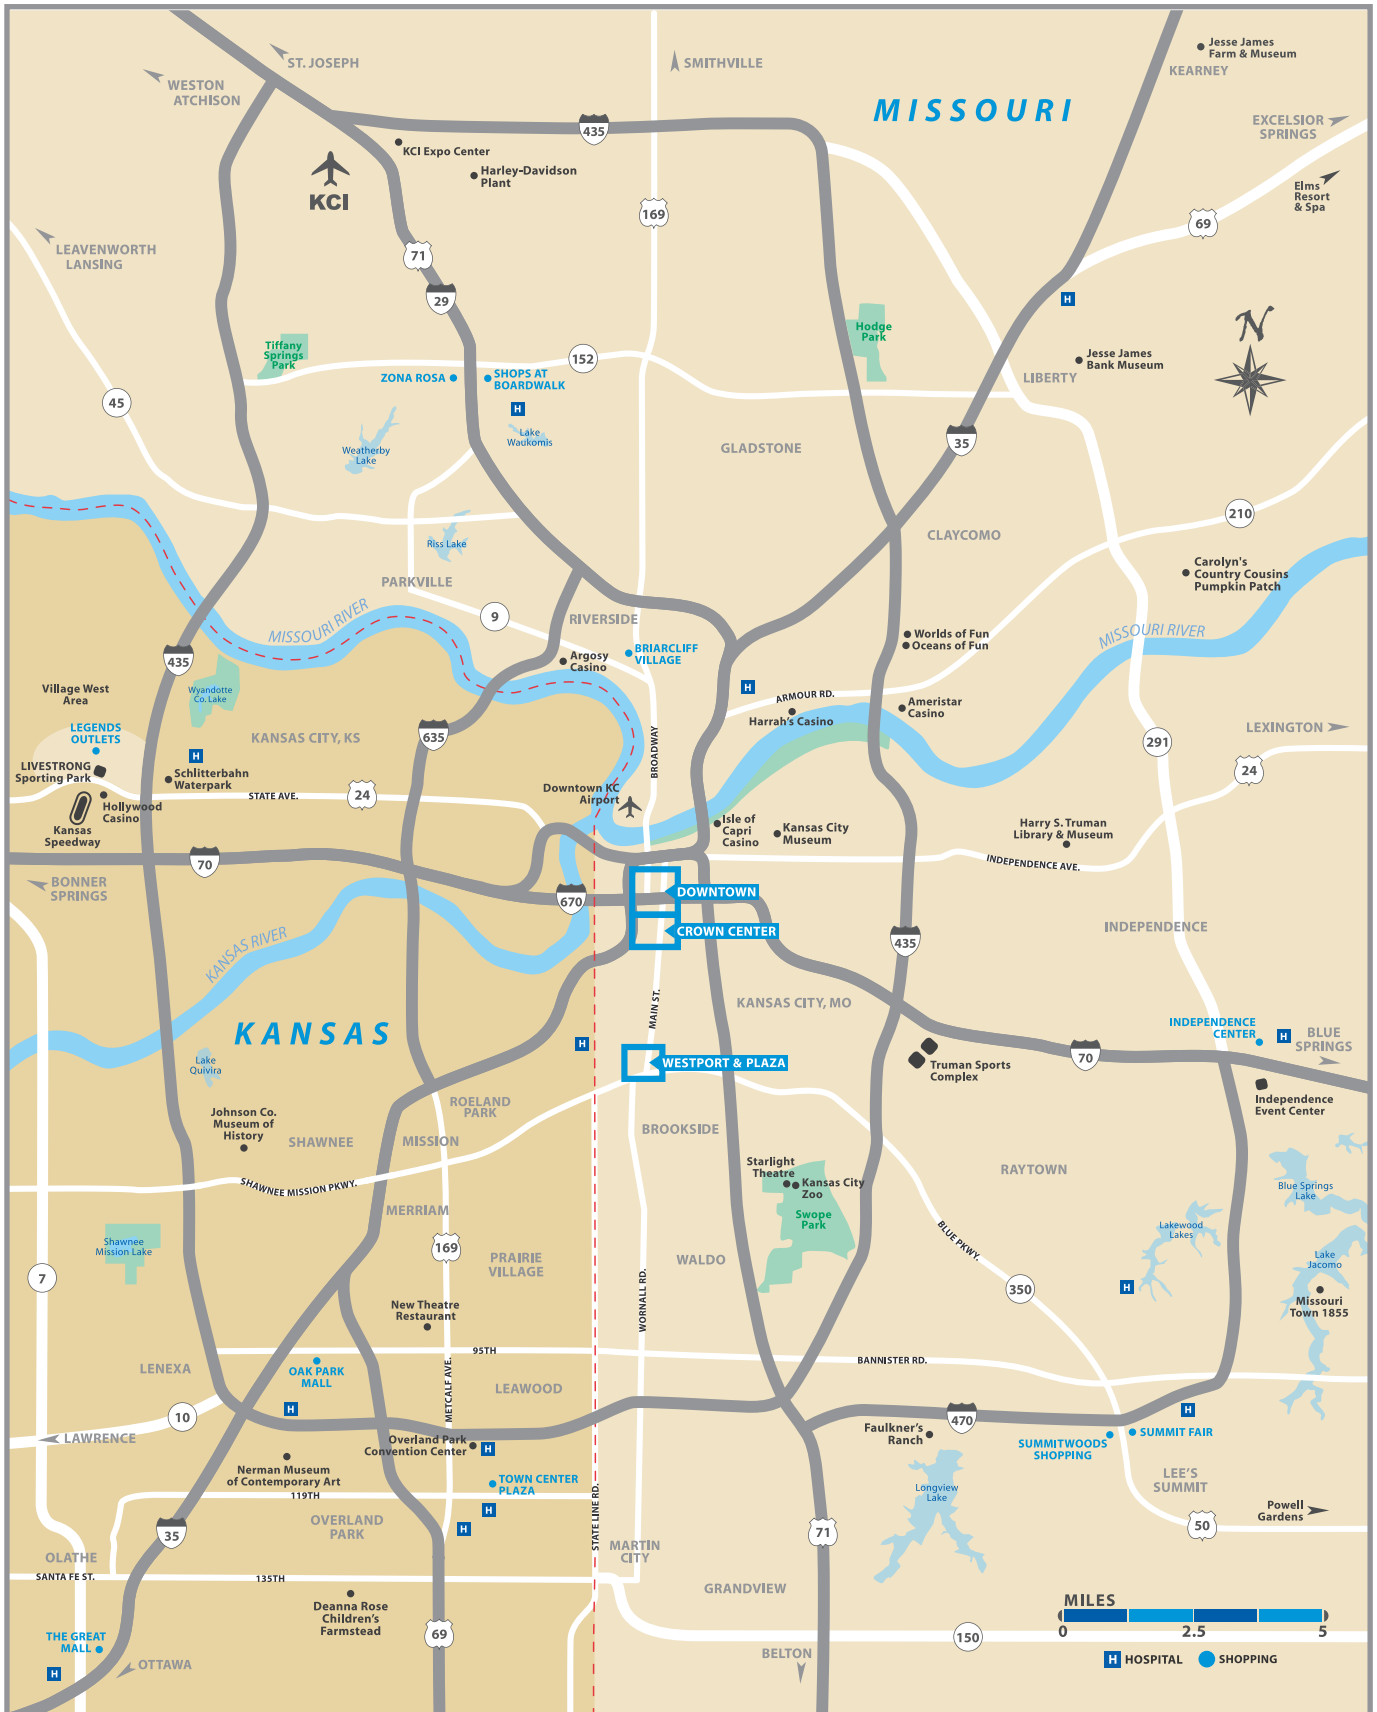 Jesse James
Farm & Museum
KEARNEY
ST. JOSEPH
SMITHVILLE
WESTON
ATCHISON
MISSOURI
EXCELSIOR
SPRINGS
435
KCI Expo Center
Harley-Davidson
Plant
KCI
Elms
Resort
& Spa
169
69
LEAVENWORTH
LANSING
71
29
N
Tiffany
Springs
Park
Hodge
Park
152
ZONA ROSA
SHOPS AT
BOARDWALK
H
H
Jesse James
Bank Museum
LIBERTY
45
Weatherby
Lake
Lake
Waukomis
GLADSTONE
35
210
Riss Lake
CLAYCOMO
Carolyn's
Country Cousins
Pumpkin Patch
PARKVILLE
MISSOURI RIVER
9
RIVERSIDE
MISSOURI RIVER
Worlds of Fun
Oceans of Fun
BRIARCLIFF
VILLAGE
Argosy
Casino
435
Village West
Area
Wyandotte
Co. Lake
H
ARMOUR RD.
Harrah's Casino
Ameristar
Casino
LEGENDS
OUTLETS
KANSAS CITY, KS
635
BROADWAY
291
LEXINGTON
H
LIVESTRONG
Sporting Park
Schlitterbahn
Waterpark
24
STATE AVE.
24
Downtown KC
Airport
Hollywood
Casino
Kansas
Speedway
Isle of
Capri
Casino
Kansas City
Museum
Harry S. Truman
Library & Museum
INDEPENDENCE AVE.
70
BONNER
SPRINGS
670
DOWNTOWN
CROWN CENTER
INDEPENDENCE
KANSAS RIVER
435
KANSAS
MAIN ST.
KANSAS CITY, MO
INDEPENDENCE
CENTER
H
BLUE
SPRINGS
H
Lake
Quivira
WESTPORT & PLAZA
Truman Sports
Complex
70
Independence
Event Center
ROELAND
PARK
Johnson Co.
Museum of
History
SHAWNEE
MISSION
BROOKSIDE
RAYTOWN
SHAWNEE MISSION PKWY.
Starlight
Theatre
Kansas City
Zoo
Swope
Park
Blue Springs
Lake
MERRIAM
Shawnee
Mission Lake
169
PRAIRIE
VILLAGE
WALDO
BLUE PKWY.
Lakewood
Lakes
Lake
Jacomo
7
350
H
Missouri
Town 1855
New Theatre
Restaurant
WORNALL RD.
95TH
BANNISTER RD.
LENEXA
OAK PARK
MALL
METCALF AVE.
LEAWOOD
H
10
470
H
LAWRENCE
Overland Park
Convention Center
H
Faulkner's
Ranch
SUMMITWOODS
SHOPPING
SUMMIT FAIR
Nerman Museum
of Contemporary Art
TOWN CENTER
PLAZA
Longview
Lake
LEE'S
SUMMIT
119TH
STATE LINE RD.
H
H
OVERLAND
PARK
35
71
50
Powell
Gardens
OLATHE
SANTA FE ST.
135TH
MARTIN
CITY
GRANDVIEW
Deanna Rose
Children's
Farmstead
69
MILES
0 2.5 5
150
THE GREAT
MALL
H
OTTAWA
BELTON
H HOSPITAL
SHOPPING